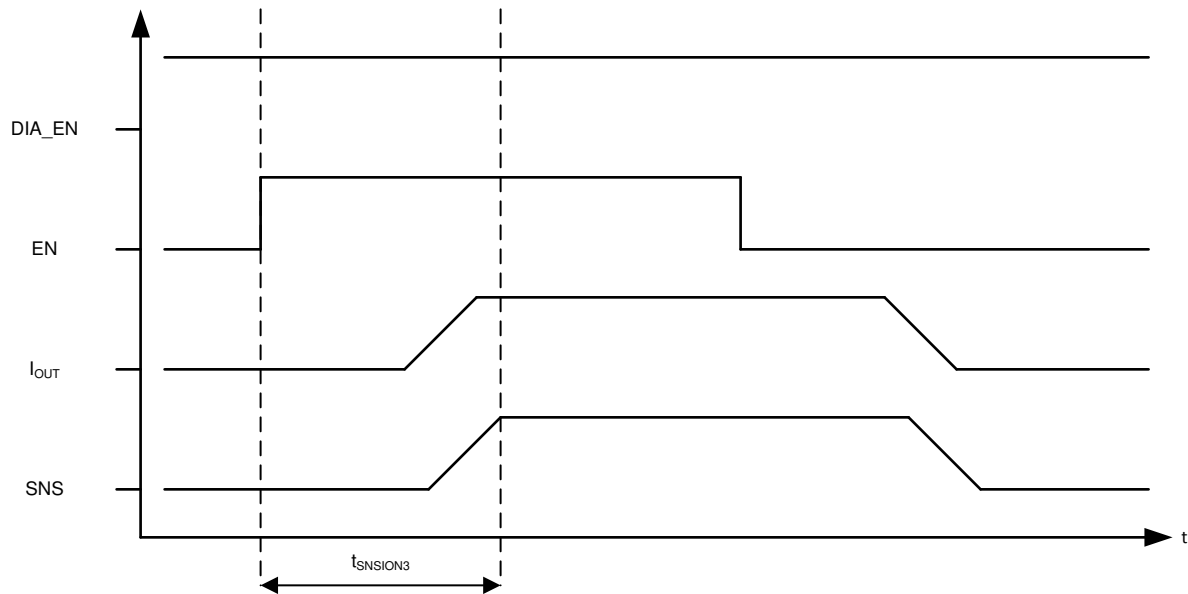 DIA_EN
EN
IOUT
SNS
t
tSNSION3